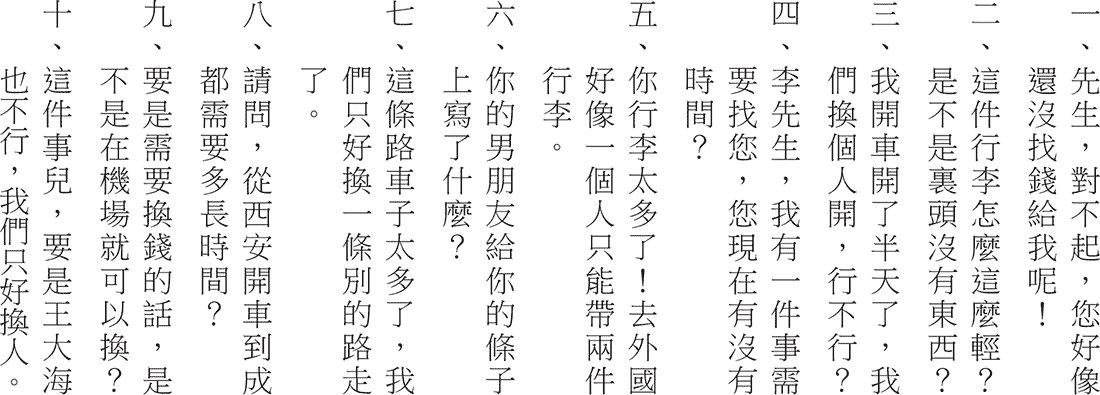 一、先生，對不起，您好像
還沒找錢給我呢！
二、這件行李怎麼這麼輕？
是不是裏頭沒有東西？
三、我開車開了半天了，我
們換個人開，行不行？
四、李先生，我有一件事需
要找您，您現在有沒有
時間？
五、你行李太多了！去外國
好像一個人只能帶兩件
行李。
六、你的男朋友給你的條子
上寫了什麼？
七、這條路車子太多了，我
們只好換一條別的路走
了。
八、請問，從西安開車到成
都需要多長時間？
九、要是需要換錢的話，是
不是在機場就可以換？
十、這件事兒，要是王大海
也不行，我們只好換人。